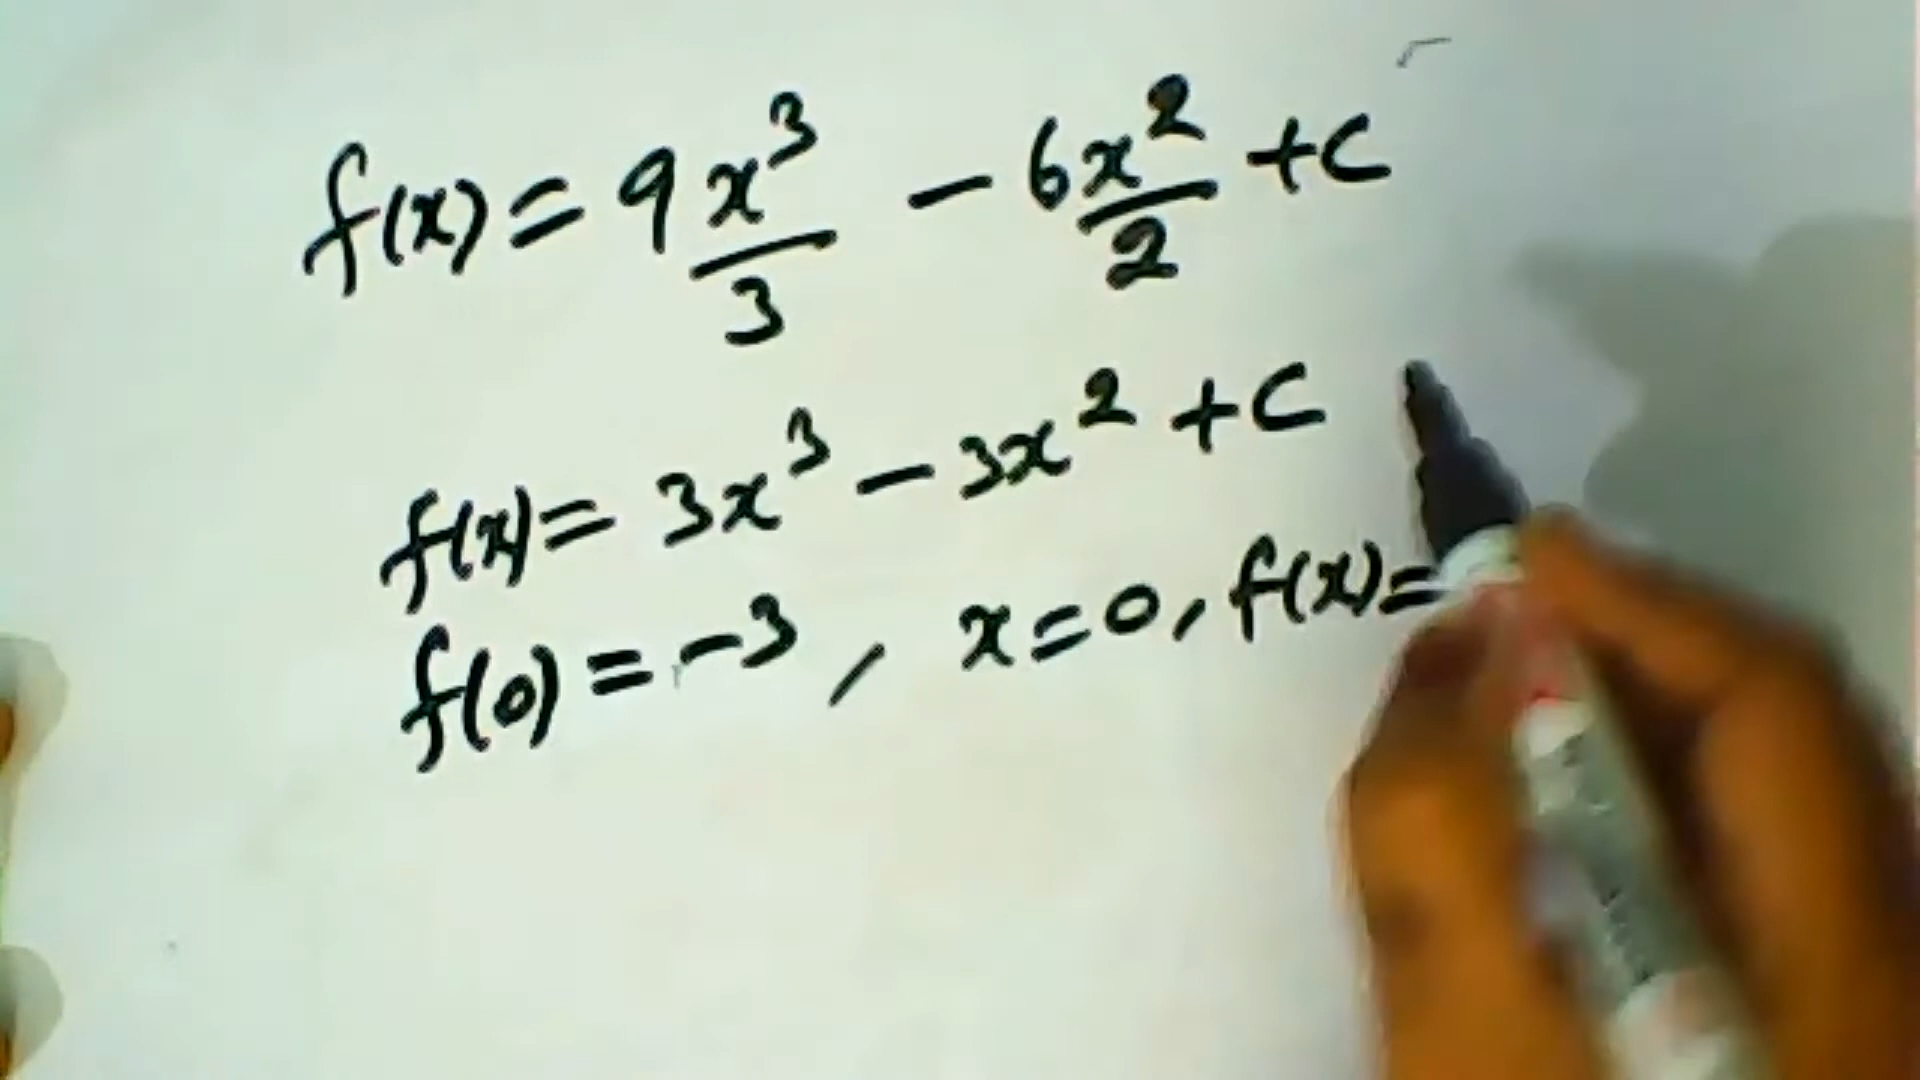 f(x) = 9x³/3 - 6x²/2 + C
f(x) = 3x³ - 3x² + C
f(0) = -3, x = 0, f(x) =